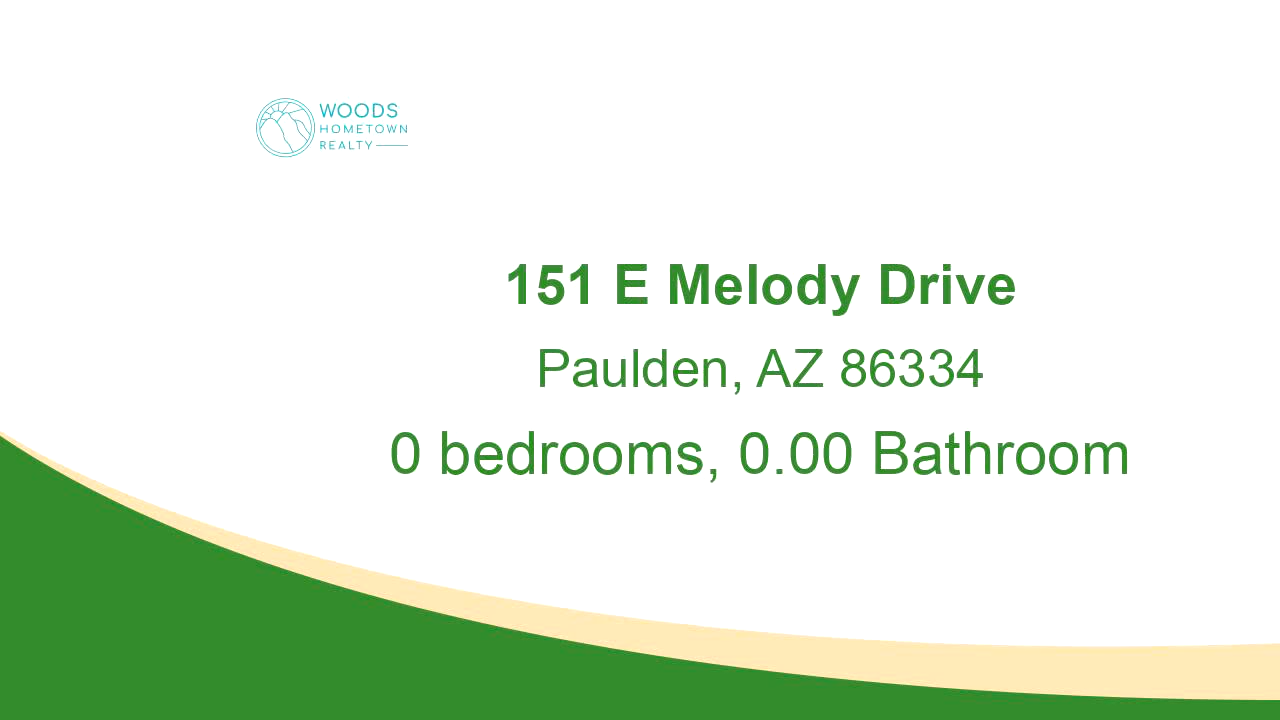 WOODS
HOMETOWN
REALTY
151 E Melody Drive
Paulden, AZ 86334
0 bedrooms, 0.00 Bathroom